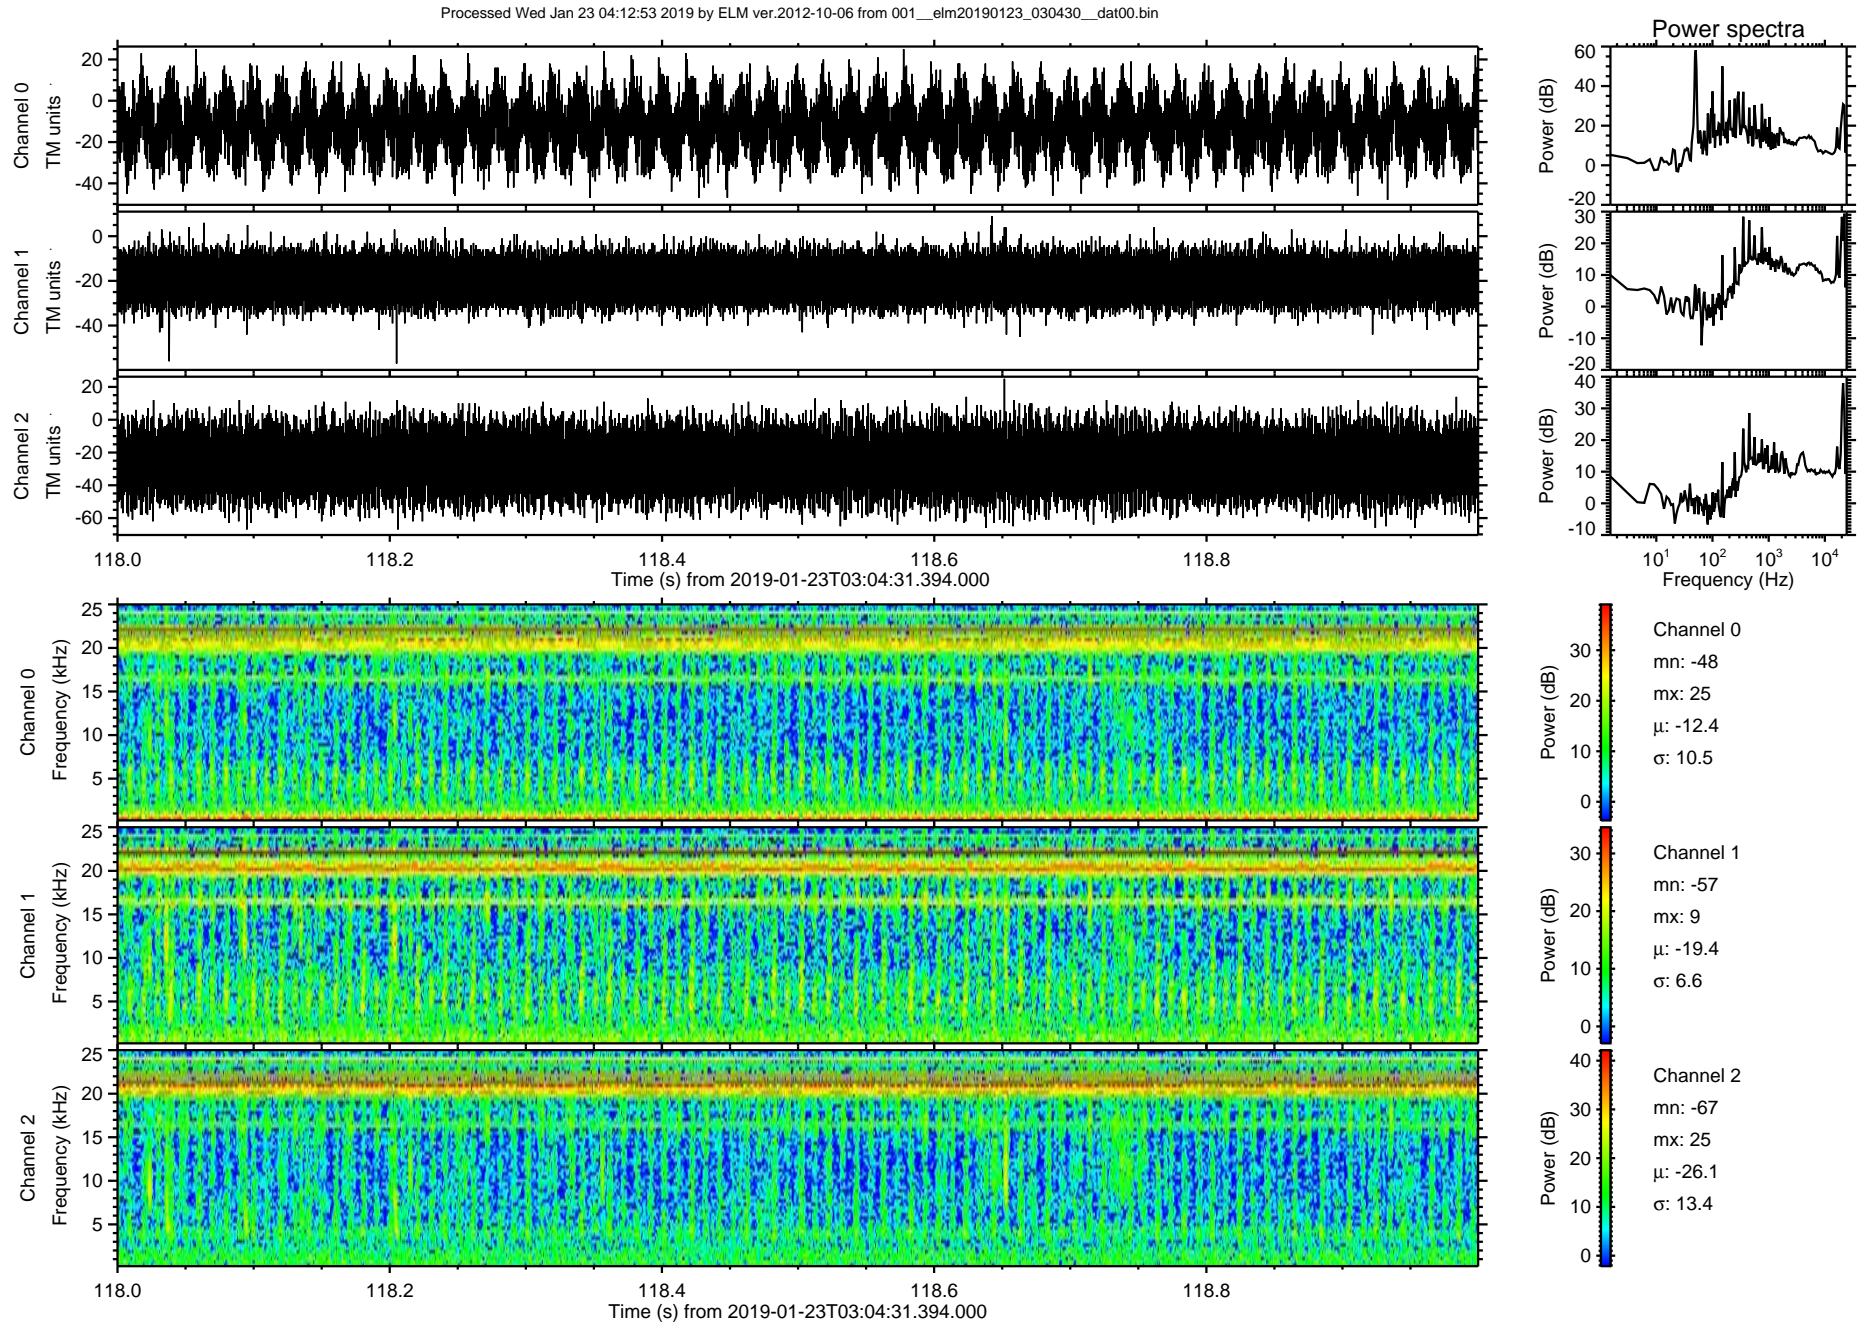 Processed Wed Jan 23 04:12:53 2019 by ELM ver.2012-10-06 from 001__elm20190123_030430__dat00.bin
Power spectra
Channel 0
TM units
20
0
-20
-40
Power (dB)
60
40
20
0
-20
Channel 1
TM units
0
-20
-40
Power (dB)
30
20
10
0
-10
-20
Channel 2
TM units
20
0
-20
-40
-60
Power (dB)
40
30
20
10
0
-10
118.0 118.2 118.4 118.6 118.8
Time (s) from 2019-01-23T03:04:31.394.000
10¹ 10² 10³ 10⁴
Frequency (Hz)
Channel 0
Frequency (kHz)
25
20
15
10
5
Power (dB)
30
20
10
0
Channel 0
mn: -48
mx: 25
μ: -12.4
σ: 10.5
Channel 1
Frequency (kHz)
25
20
15
10
5
Power (dB)
30
20
10
0
Channel 1
mn: -57
mx: 9
μ: -19.4
σ: 6.6
Channel 2
Frequency (kHz)
25
20
15
10
5
Power (dB)
40
30
20
10
0
Channel 2
mn: -67
mx: 25
μ: -26.1
σ: 13.4
118.0 118.2 118.4 118.6 118.8
Time (s) from 2019-01-23T03:04:31.394.000